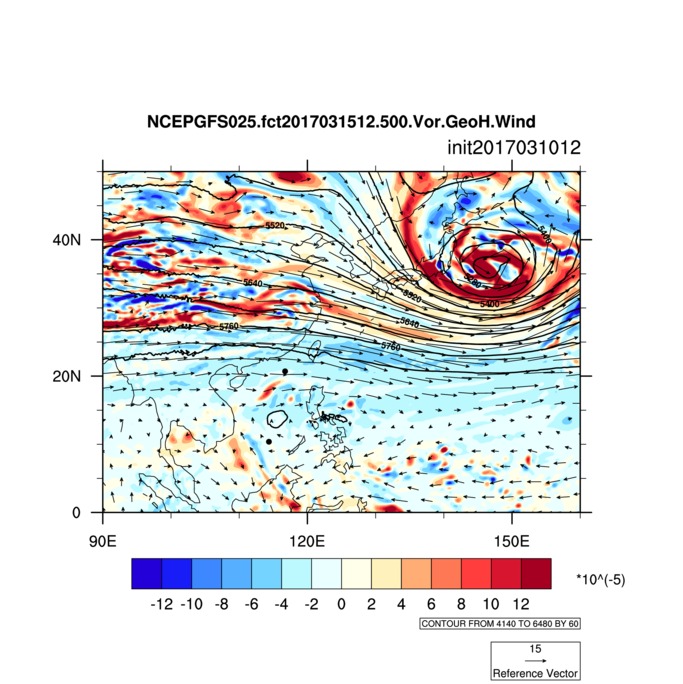 NCEPGFS025.fct2017031512.500.Vor.GeoH.Wind
init2017031012
40N
20N
0
90E 120E 150E
5520
5640
5760
5520
5640
5760
5400
-12 -10 -8 -6 -4 -2 0 2 4 6 8 10 12
*10^(-5)
CONTOUR FROM 4140 TO 6480 BY 60
15
Reference Vector